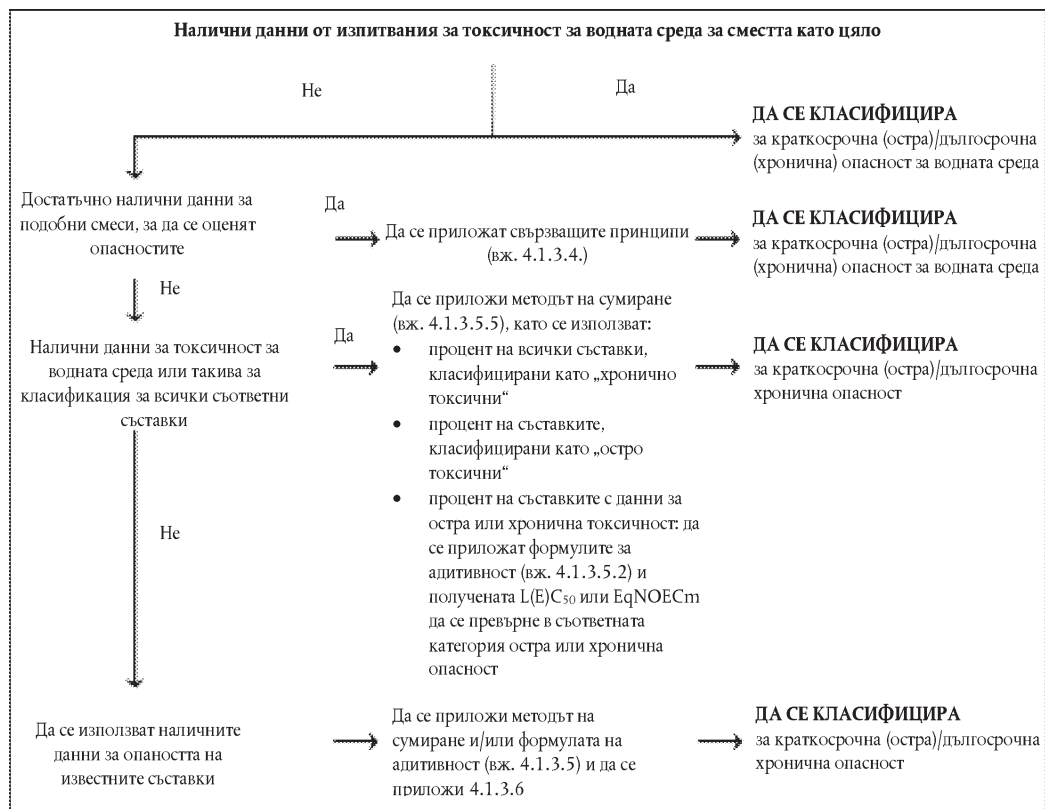 Налични данни от изпитвания за токсичност за водната среда за сместта като цяло
Не
Да
ДА СЕ КЛАСИФИЦИРА
за краткосрочна (остра)/дългосрочна
(хронична) опасност за водната среда
Достатъчно налични данни за
подобни смеси, за да се оценят
опасностите
Да
Да се приложат свързващите принципи
(вж. 4.1.3.4.)
ДА СЕ КЛАСИФИЦИРА
за краткосрочна (остра)/дългосрочна
(хронична) опасност за водната среда
Не
Налични данни за токсичност за
водната среда или такива за
класификация за всички съответни
съставки
Да
Да се приложи методът на сумиране
(вж. 4.1.3.5.5), като се използват:
• процент на всички съставки,
класифицирани като „хронично
токсични“
• процент на съставките,
класифицирани като „остро
токсични“
• процент на съставките с данни за
остра или хронична токсичност: да
се приложат формулите за
адитивност (вж. 4.1.3.5.2) и
получената L(E)C₅₀ или EqNOECm
да се превърне в съответната
категория остра или хронична
опасност
ДА СЕ КЛАСИФИЦИРА
за краткосрочна (остра)/дългосрочна
хронична опасност
Не
Да се използват наличните
данни за опаността на
известните съставки
Да се приложи методът на
сумиране и/или формулата на
адитивност (вж. 4.1.3.5) и да се
приложи 4.1.3.6
ДА СЕ КЛАСИФИЦИРА
за краткосрочна (остра)/дългосрочна
хронична опасност